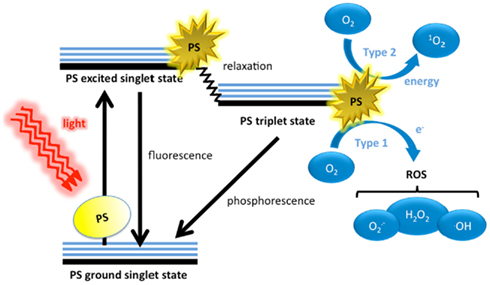 PS
O₂
¹O₂
Type 2
energy
PS excited singlet state
relaxation
PS
light
fluorescence
PS triplet state
O₂
Type 1
e⁻
phosphorescence
ROS
PS
O₂·⁻
H₂O₂
·OH
PS ground singlet state